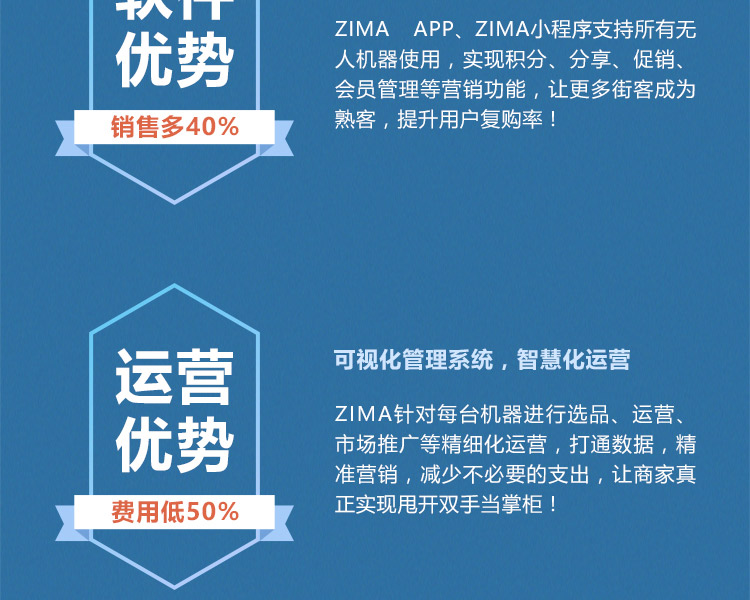 软件
优势
销售多40%
ZIMA APP、ZIMA小程序支持所有无
人机器使用，实现积分、分享、促销、
会员管理等营销功能，让更多街客成为
熟客，提升用户复购率！
运营
优势
费用低50%
可视化管理系统，智慧化运营
ZIMA针对每台机器进行选品、运营、
市场推广等精细化运营，打通数据，精
准营销，减少不必要的支出，让商家真
正实现甩开双手当掌柜！